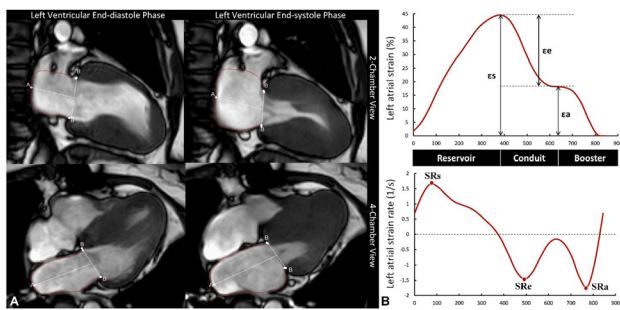 Left Ventricular End-diastole Phase
Left Ventricular End-systole Phase
2-Chamber View
4-Chamber View
A
B
B
A
B
B
A
B
B
A
B
B
A
Left atrial strain (%)
45
40
35
30
25
20
15
10
5
0
εs
εe
εa
0 100 200 300 400 500 600 700 800 900
Reservoir Conduit Booster
Left atrial strain rate (1/s)
2
1.5
1
0.5
0
-0.5
-1
-1.5
-2
SRs
SRe
SRa
0 100 200 300 400 500 600 700 800 900
B